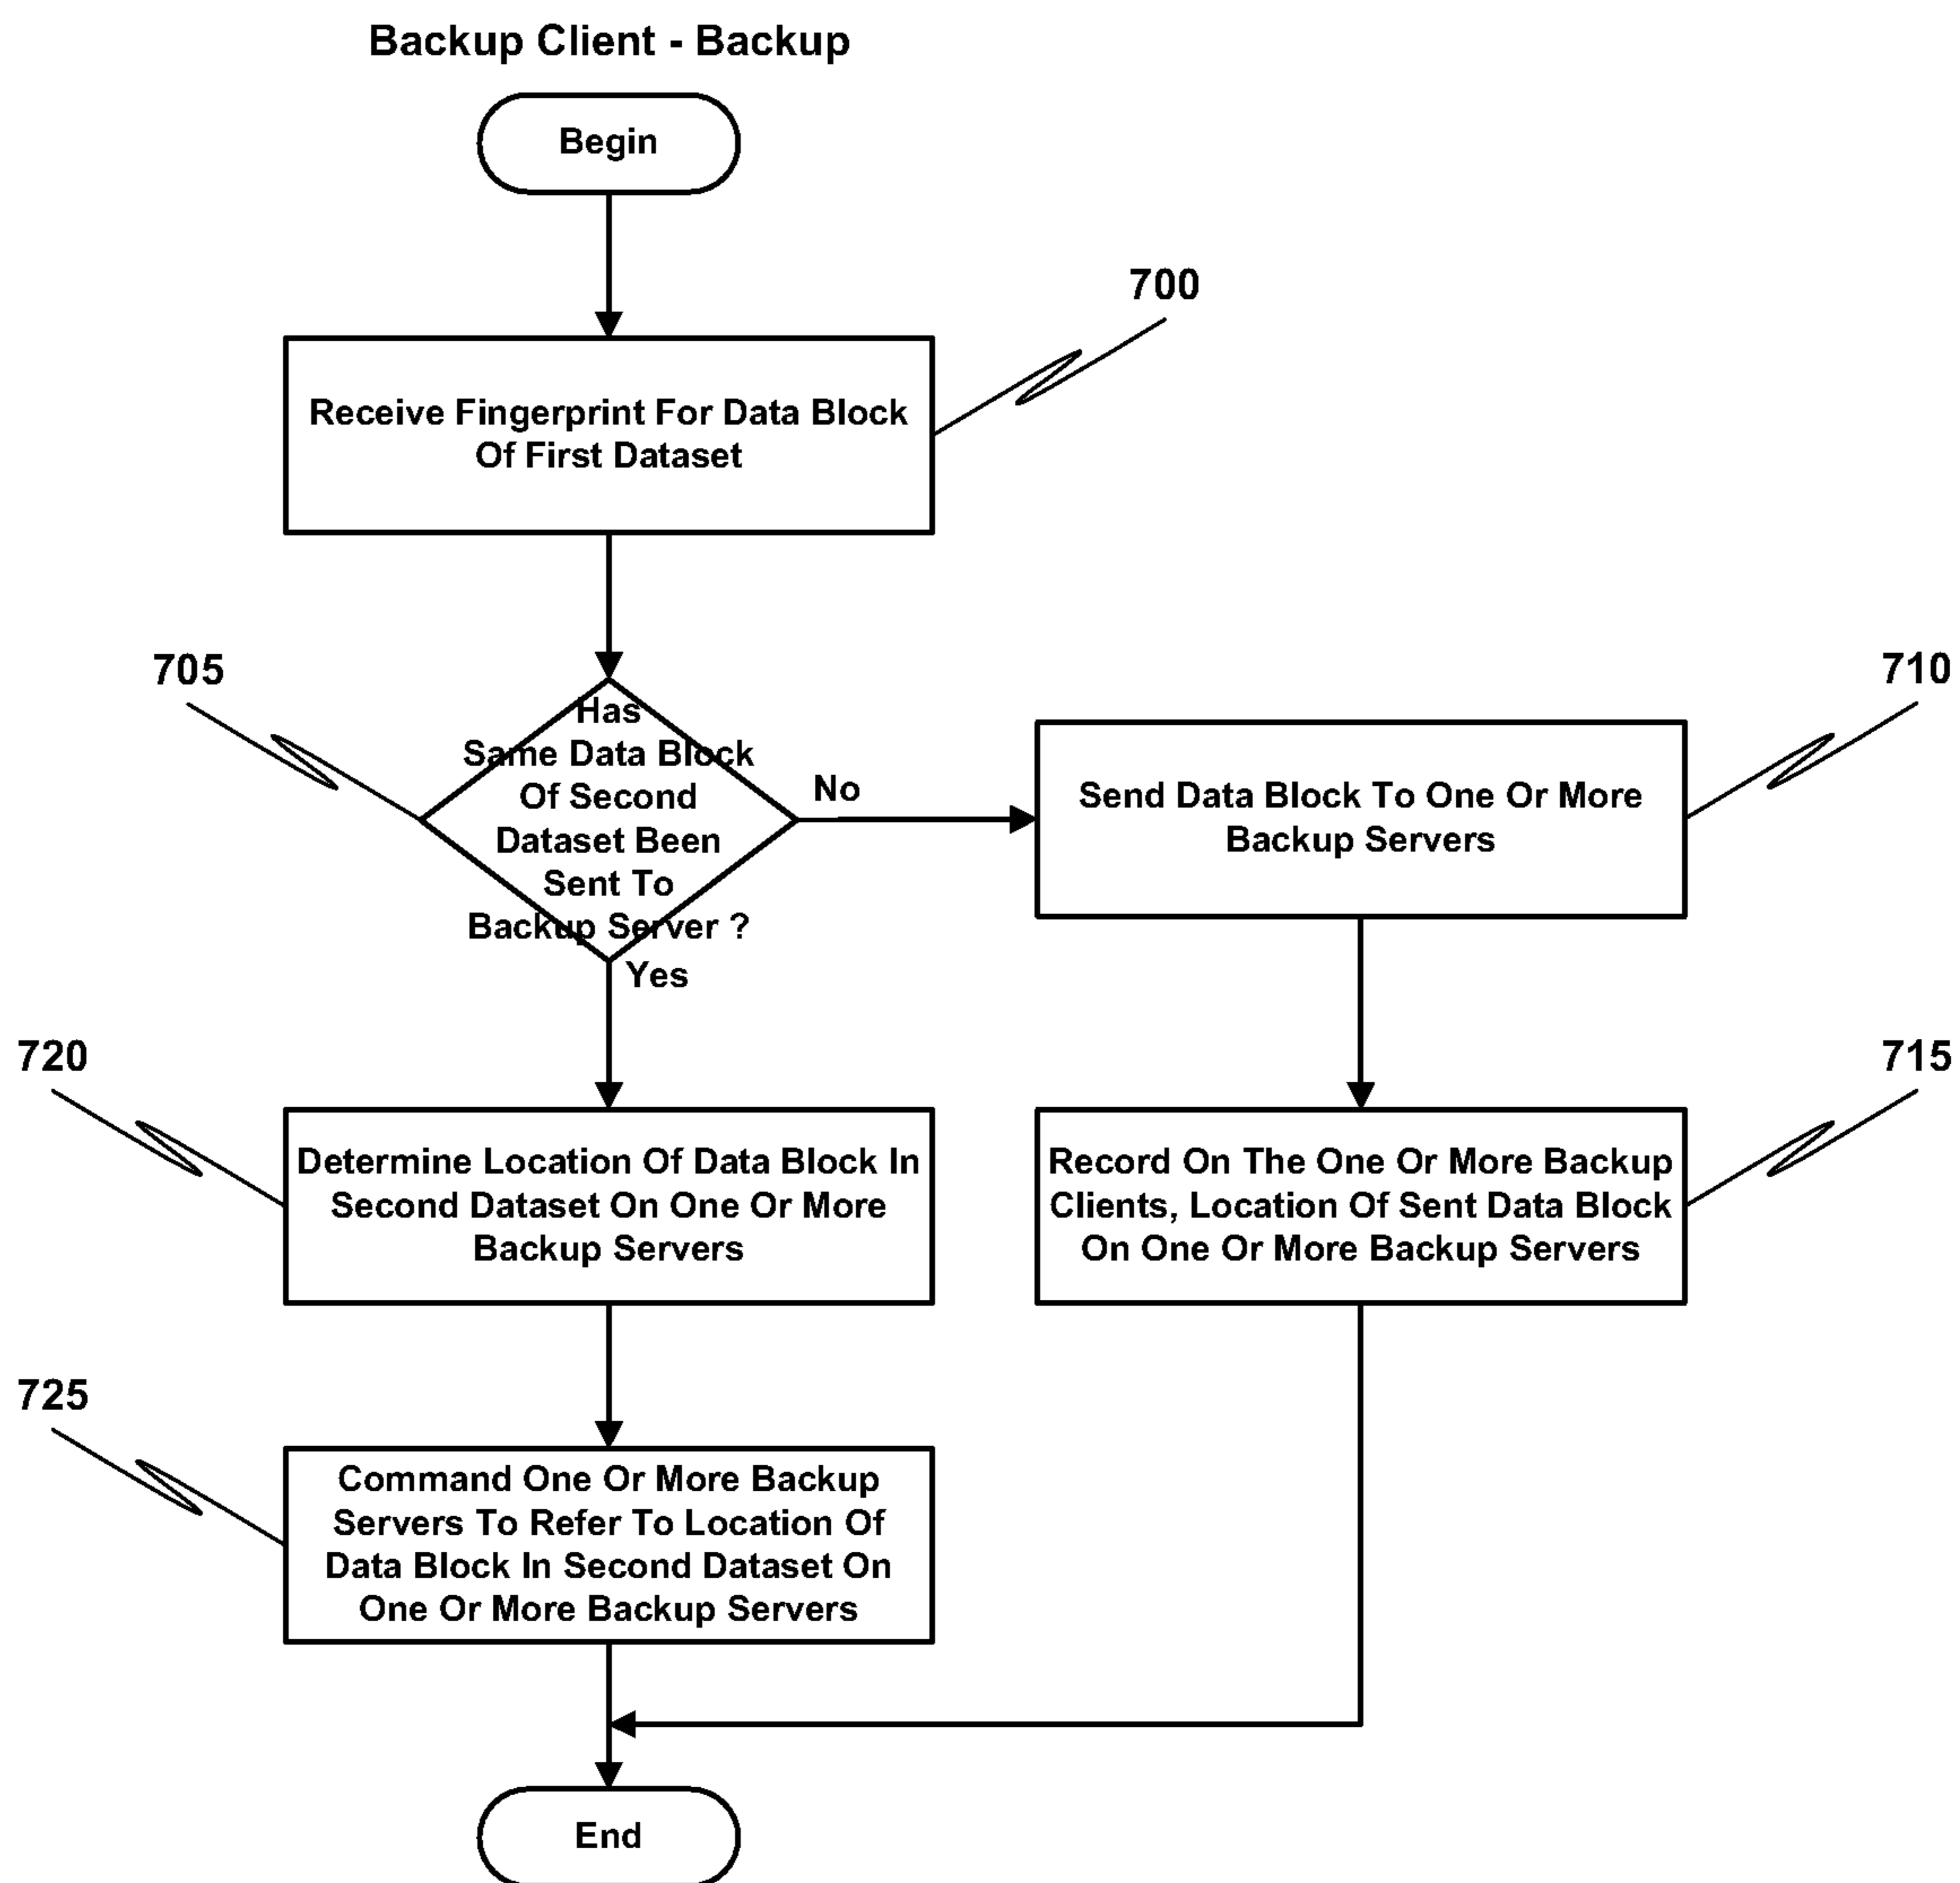 Backup Client - Backup
Begin
700
Receive Fingerprint For Data Block
Of First Dataset
705
Has
Same Data Block
Of Second
Dataset Been
Sent To
Backup Server ?
No
Yes
710
Send Data Block To One Or More
Backup Servers
720
Determine Location Of Data Block In
Second Dataset On One Or More
Backup Servers
715
Record On The One Or More Backup
Clients, Location Of Sent Data Block
On One Or More Backup Servers
725
Command One Or More Backup
Servers To Refer To Location Of
Data Block In Second Dataset On
One Or More Backup Servers
End